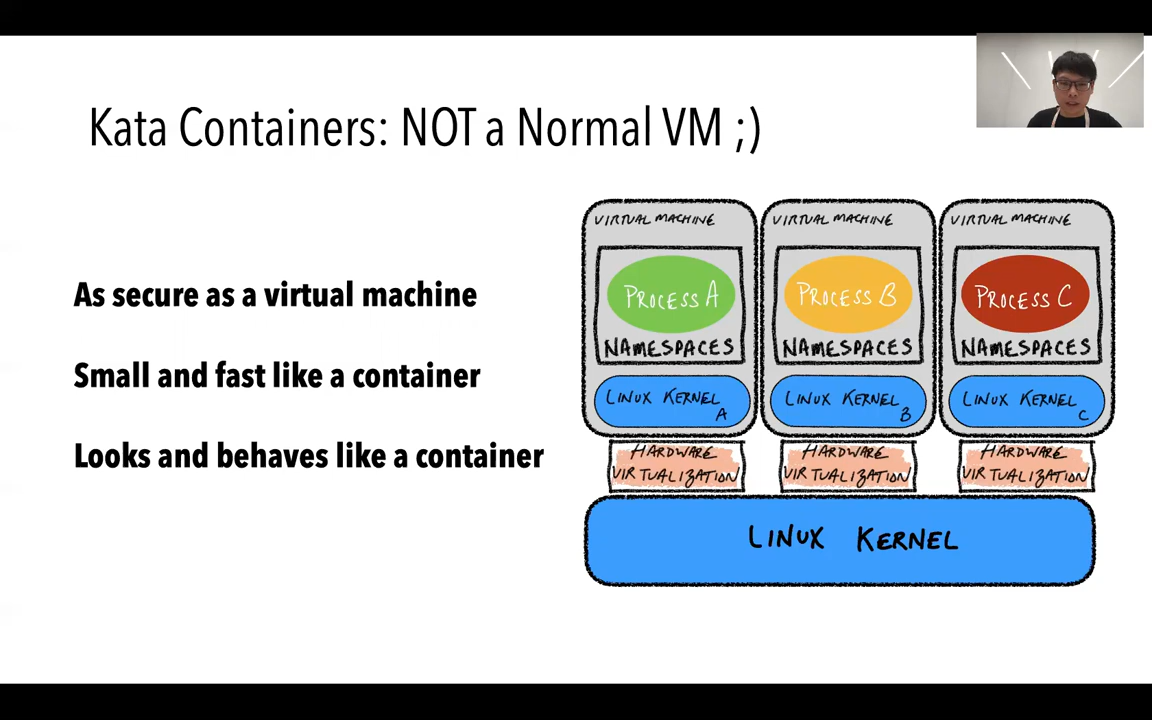 Kata Containers: NOT a Normal VM ;)
As secure as a virtual machine
Small and fast like a container
Looks and behaves like a container
VIRTUAL MACHINE
PROCESS A
NAMESPACES
LINUX KERNEL A
HARDWARE
VIRTUALIZATION
VIRTUAL MACHINE
PROCESS B
NAMESPACES
LINUX KERNEL B
HARDWARE
VIRTUALIZATION
VIRTUAL MACHINE
PROCESS C
NAMESPACES
LINUX KERNEL C
HARDWARE
VIRTUALIZATION
LINUX KERNEL